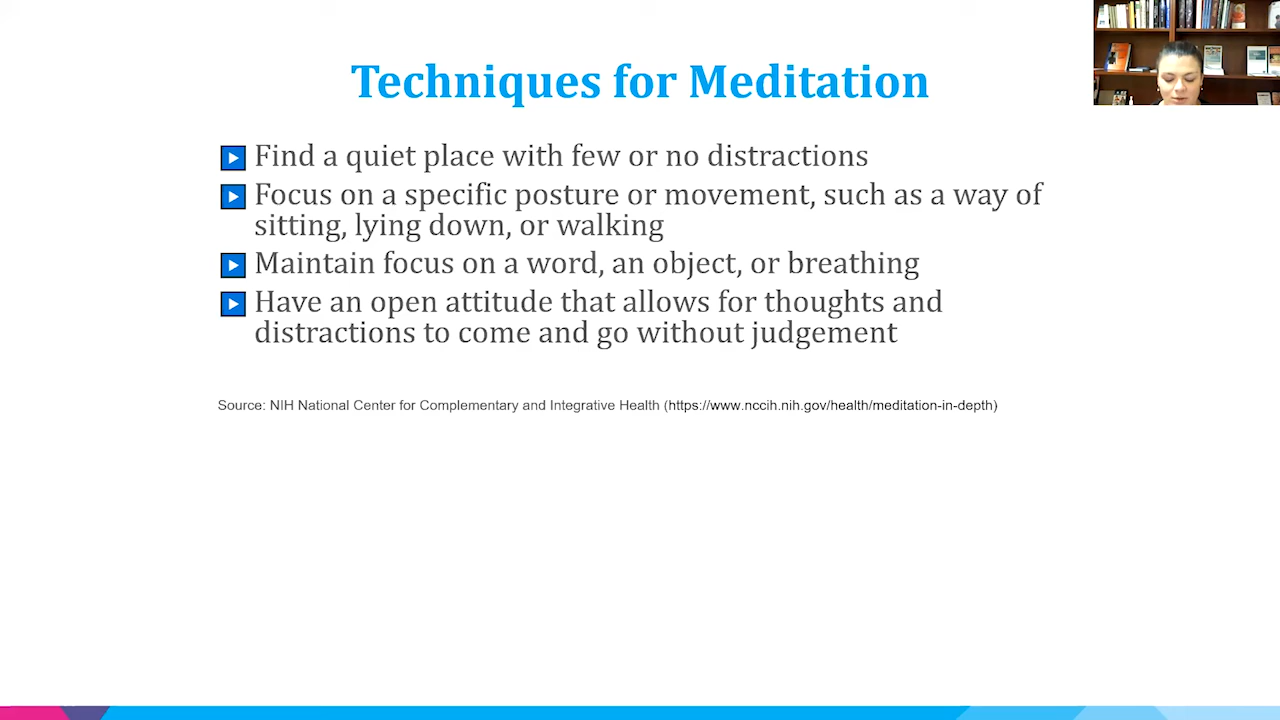 Techniques for Meditation
Find a quiet place with few or no distractions
Focus on a specific posture or movement, such as a way of
sitting, lying down, or walking
Maintain focus on a word, an object, or breathing
Have an open attitude that allows for thoughts and
distractions to come and go without judgement
Source: NIH National Center for Complementary and Integrative Health (https://www.nccih.nih.gov/health/meditation-in-depth)